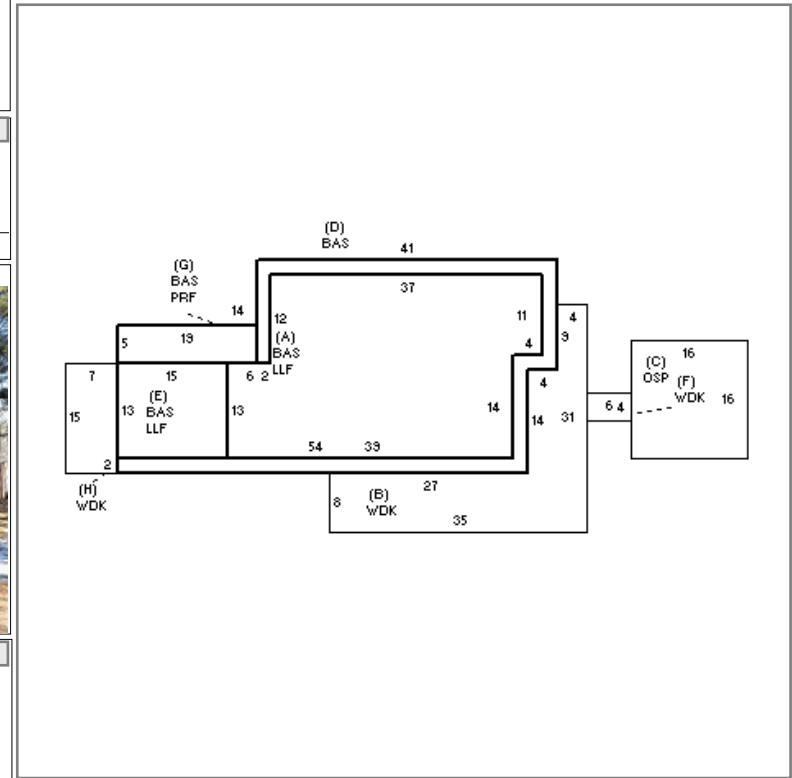 (D)
BAS
41
(G)
BAS
PRF
37
14
12
11
4
(A)
BAS
LLF
5
19
4
9
16
(C)
OSP
(F)
WDK
16
7
15
6 2
4
(E)
BAS
LLF
6 4
15
13
13
14
14
31
54
39
2
(H)
WDK
27
(B)
WDK
8
35